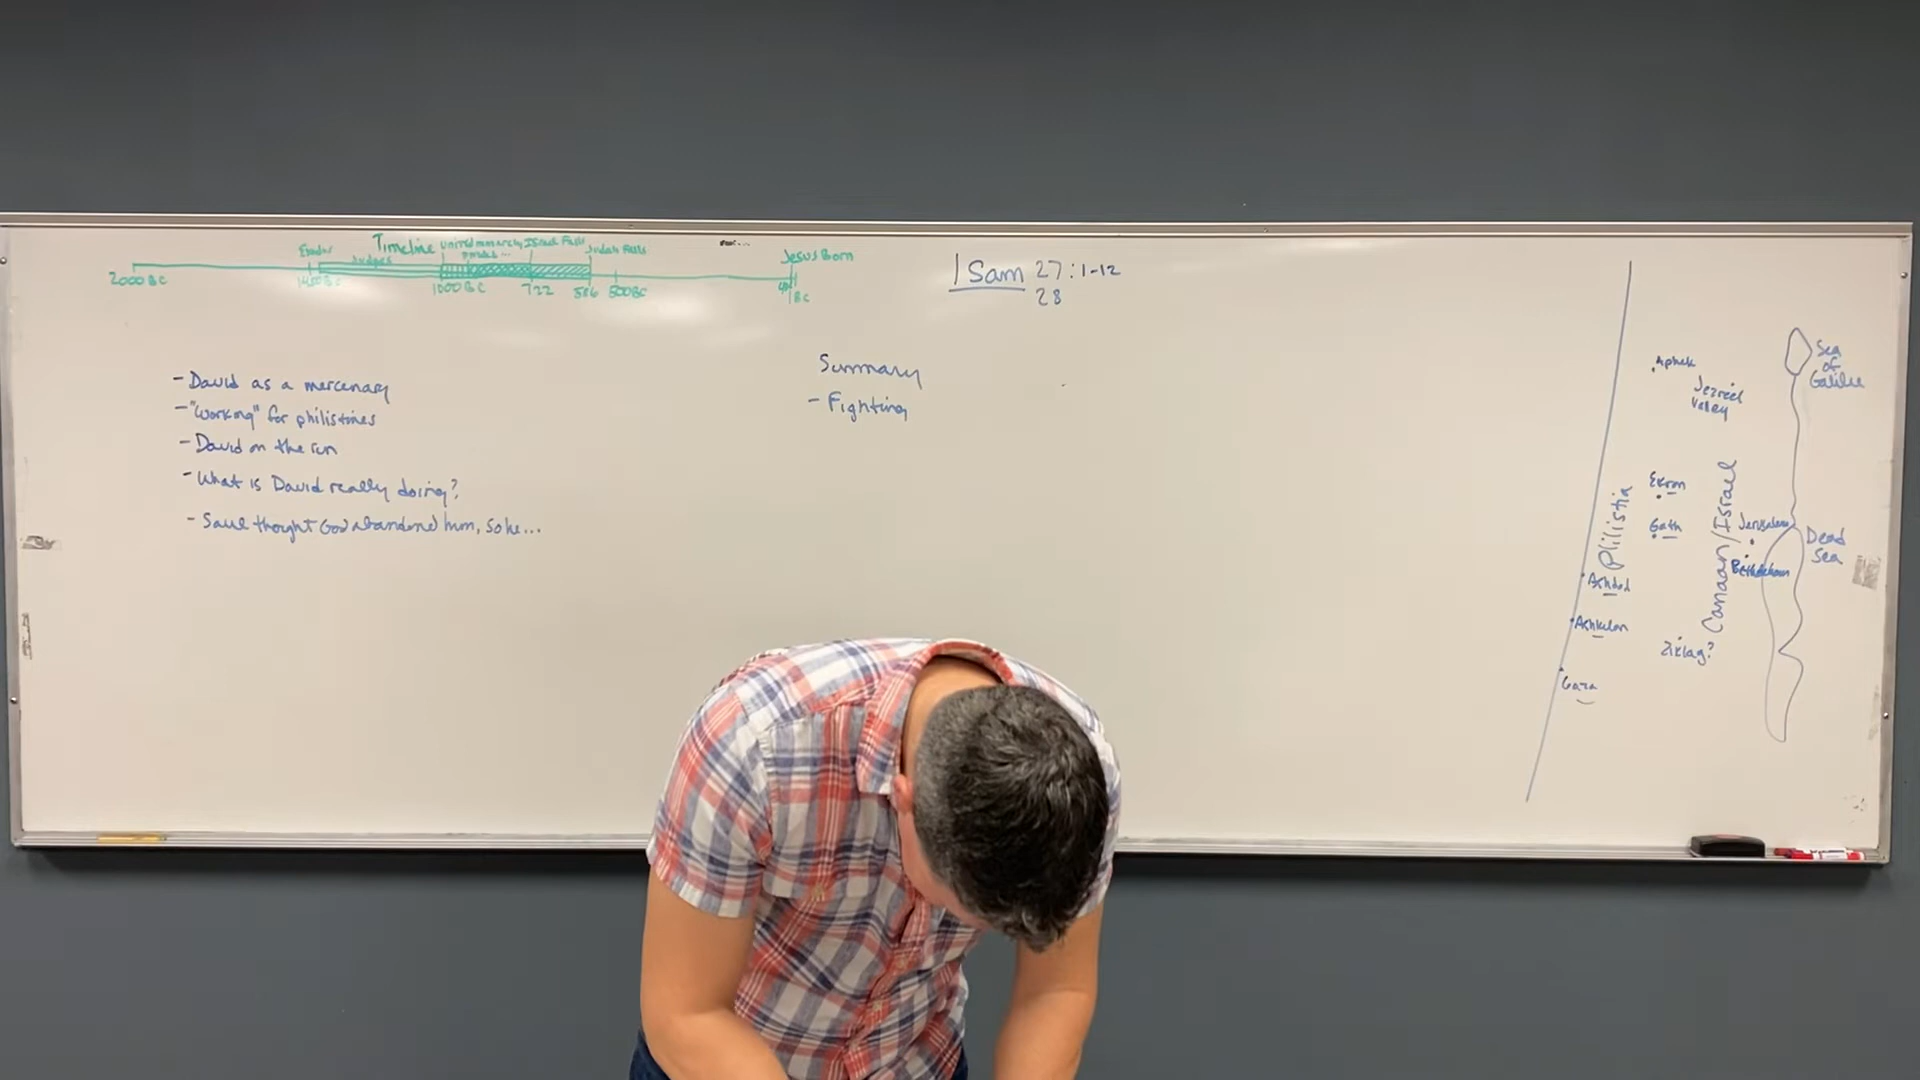 Timeline
Exodus
Judges
United monarchy
Israel Falls
Judah Falls
Jesus Born
2000 BC
1000 BC
722
586
500BC
BC
1 Sam 27:1-12
28
- David as a mercenary
- "Working" for philistines
- David on the run
- What is David really doing?
- Saul thought God abandoned him, so he...
Summary
- Fighting
Aphek
Jezreel
Valley
Sea
of
Galilee
Ekron
Gath
Philistia
Canaan/Israel
Jerusalem
Bethlehem
Dead
Sea
Ashdod
Ashkelon
Ziklag?
Gaza